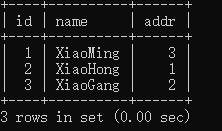 +----+----------+------+
| id | name     | addr |
+----+----------+------+
|  1 | XiaoMing |    3 |
|  2 | XiaoHong |    1 |
|  3 | XiaoGang |    2 |
+----+----------+------+
3 rows in set (0.00 sec)